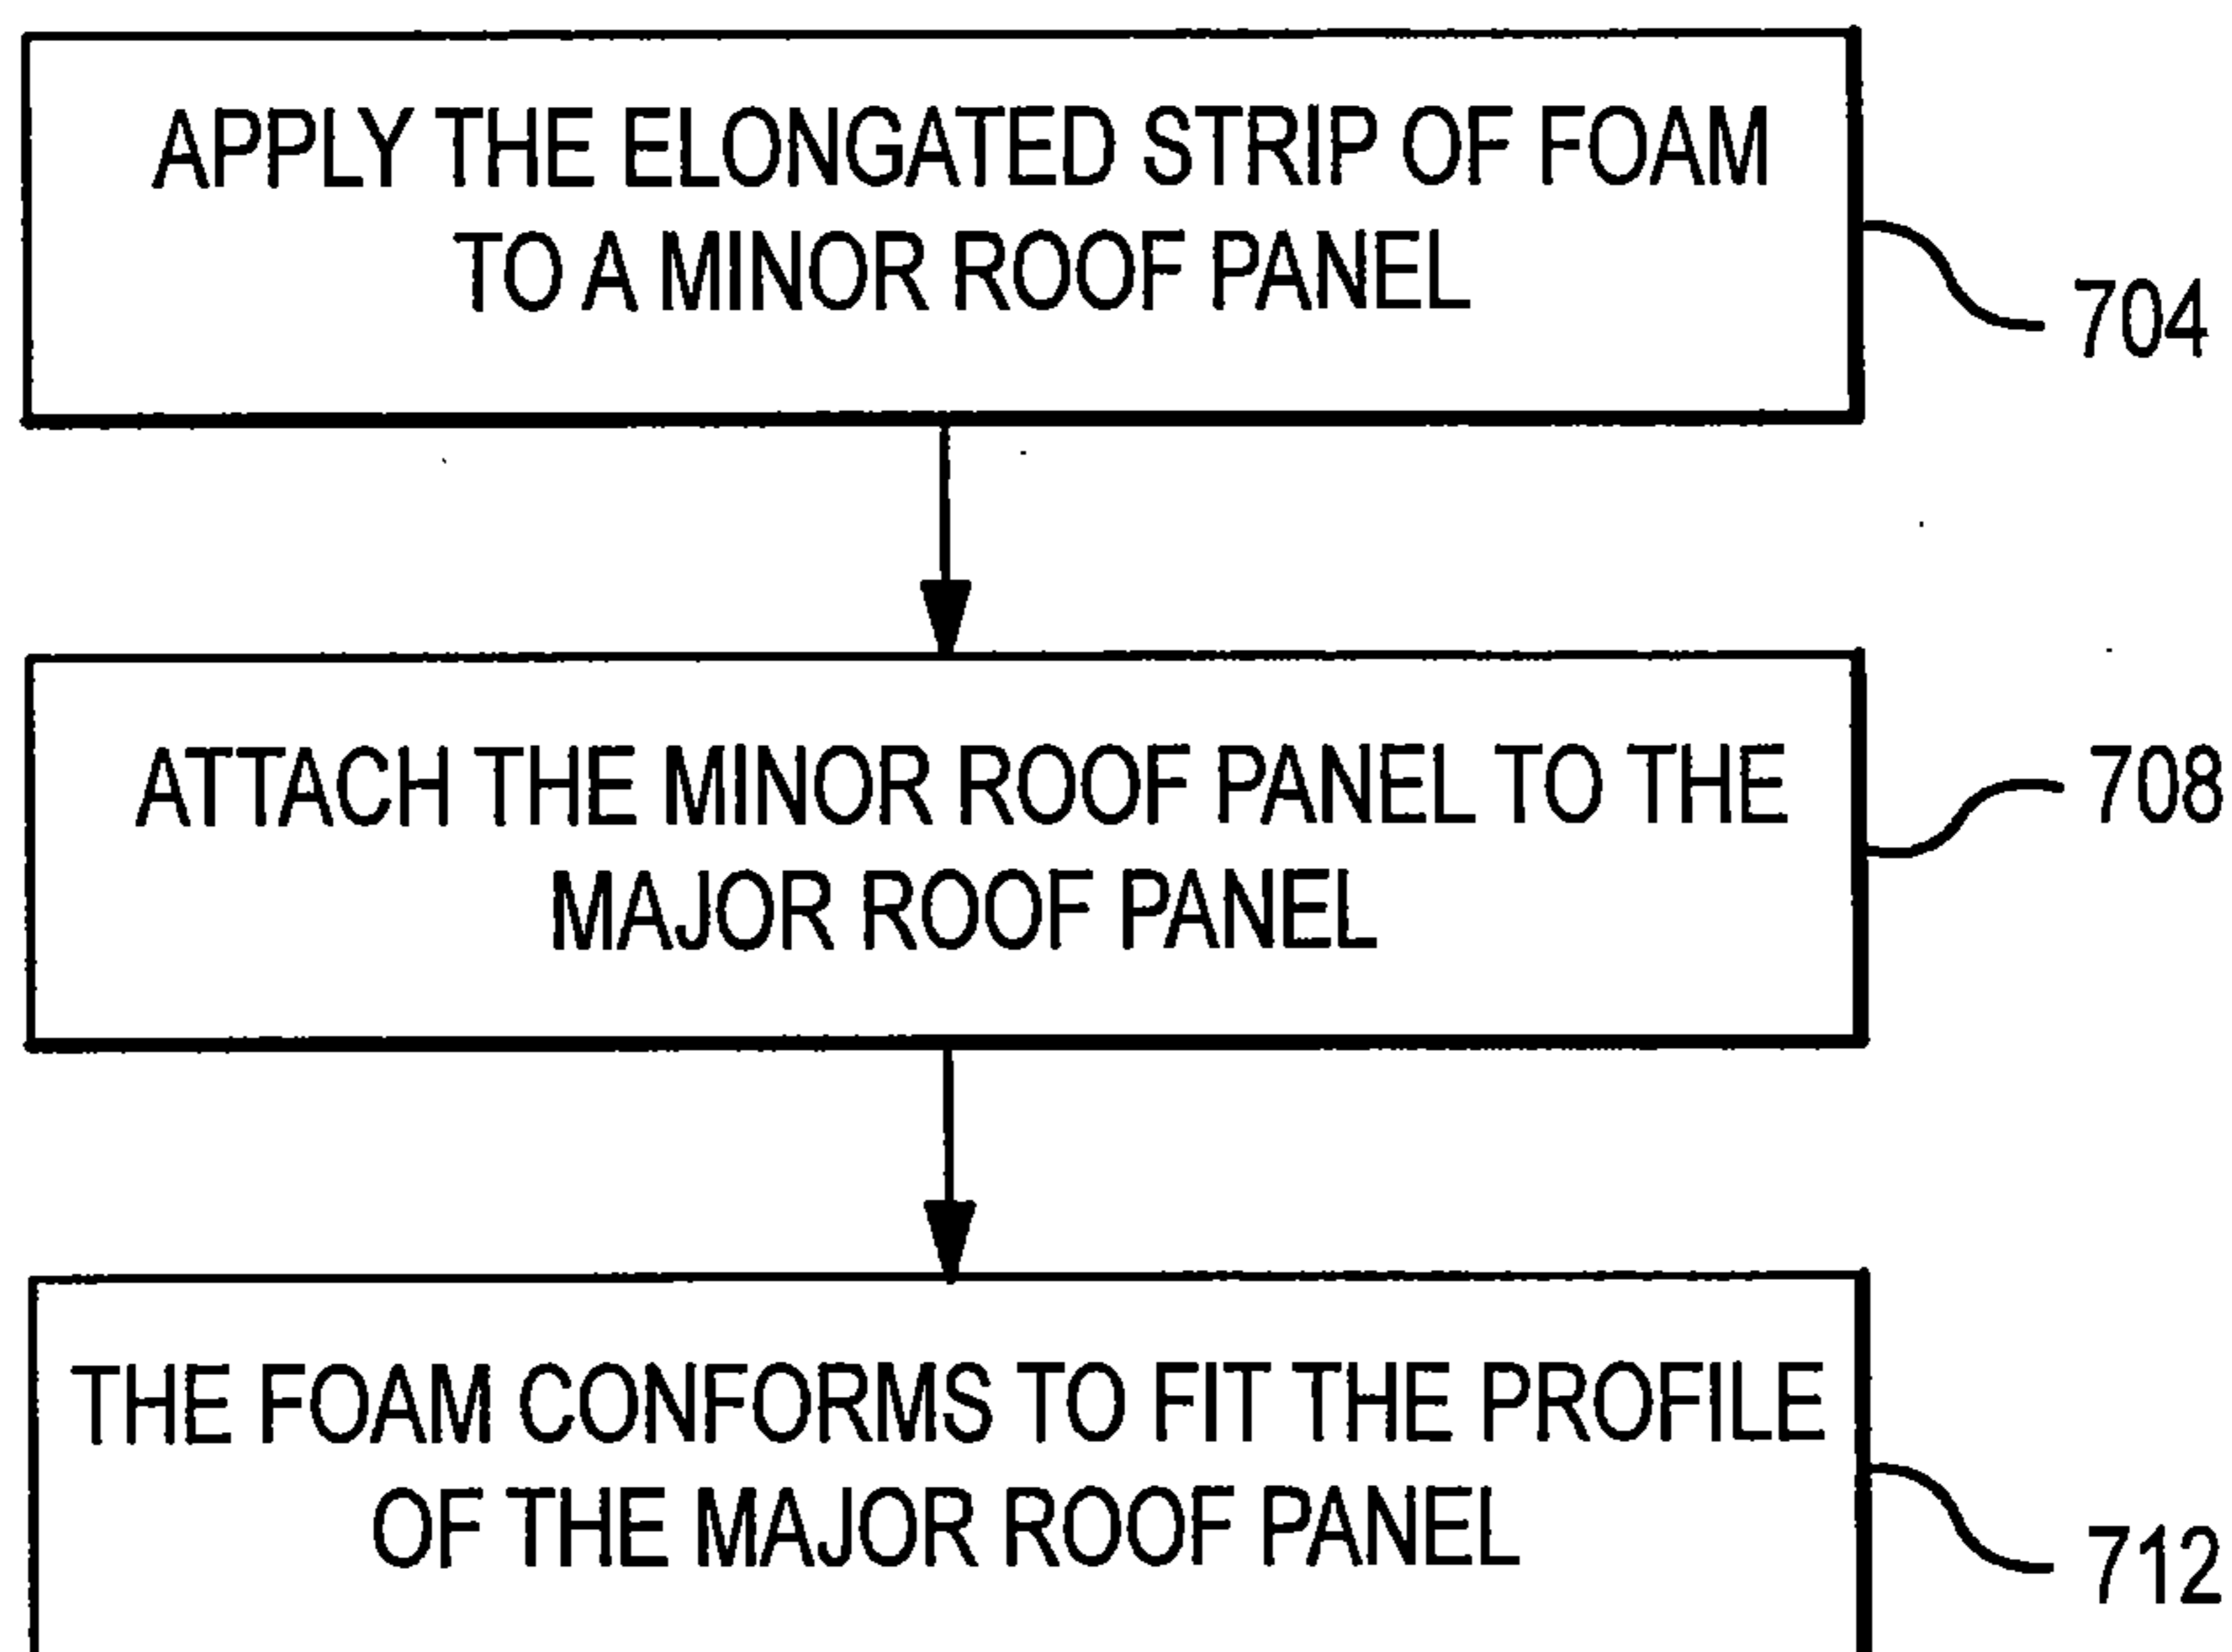 APPLY THE ELONGATED STRIP OF FOAM
TO A MINOR ROOF PANEL
704
ATTACH THE MINOR ROOF PANEL TO THE
MAJOR ROOF PANEL
708
THE FOAM CONFORMS TO FIT THE PROFILE
OF THE MAJOR ROOF PANEL
712